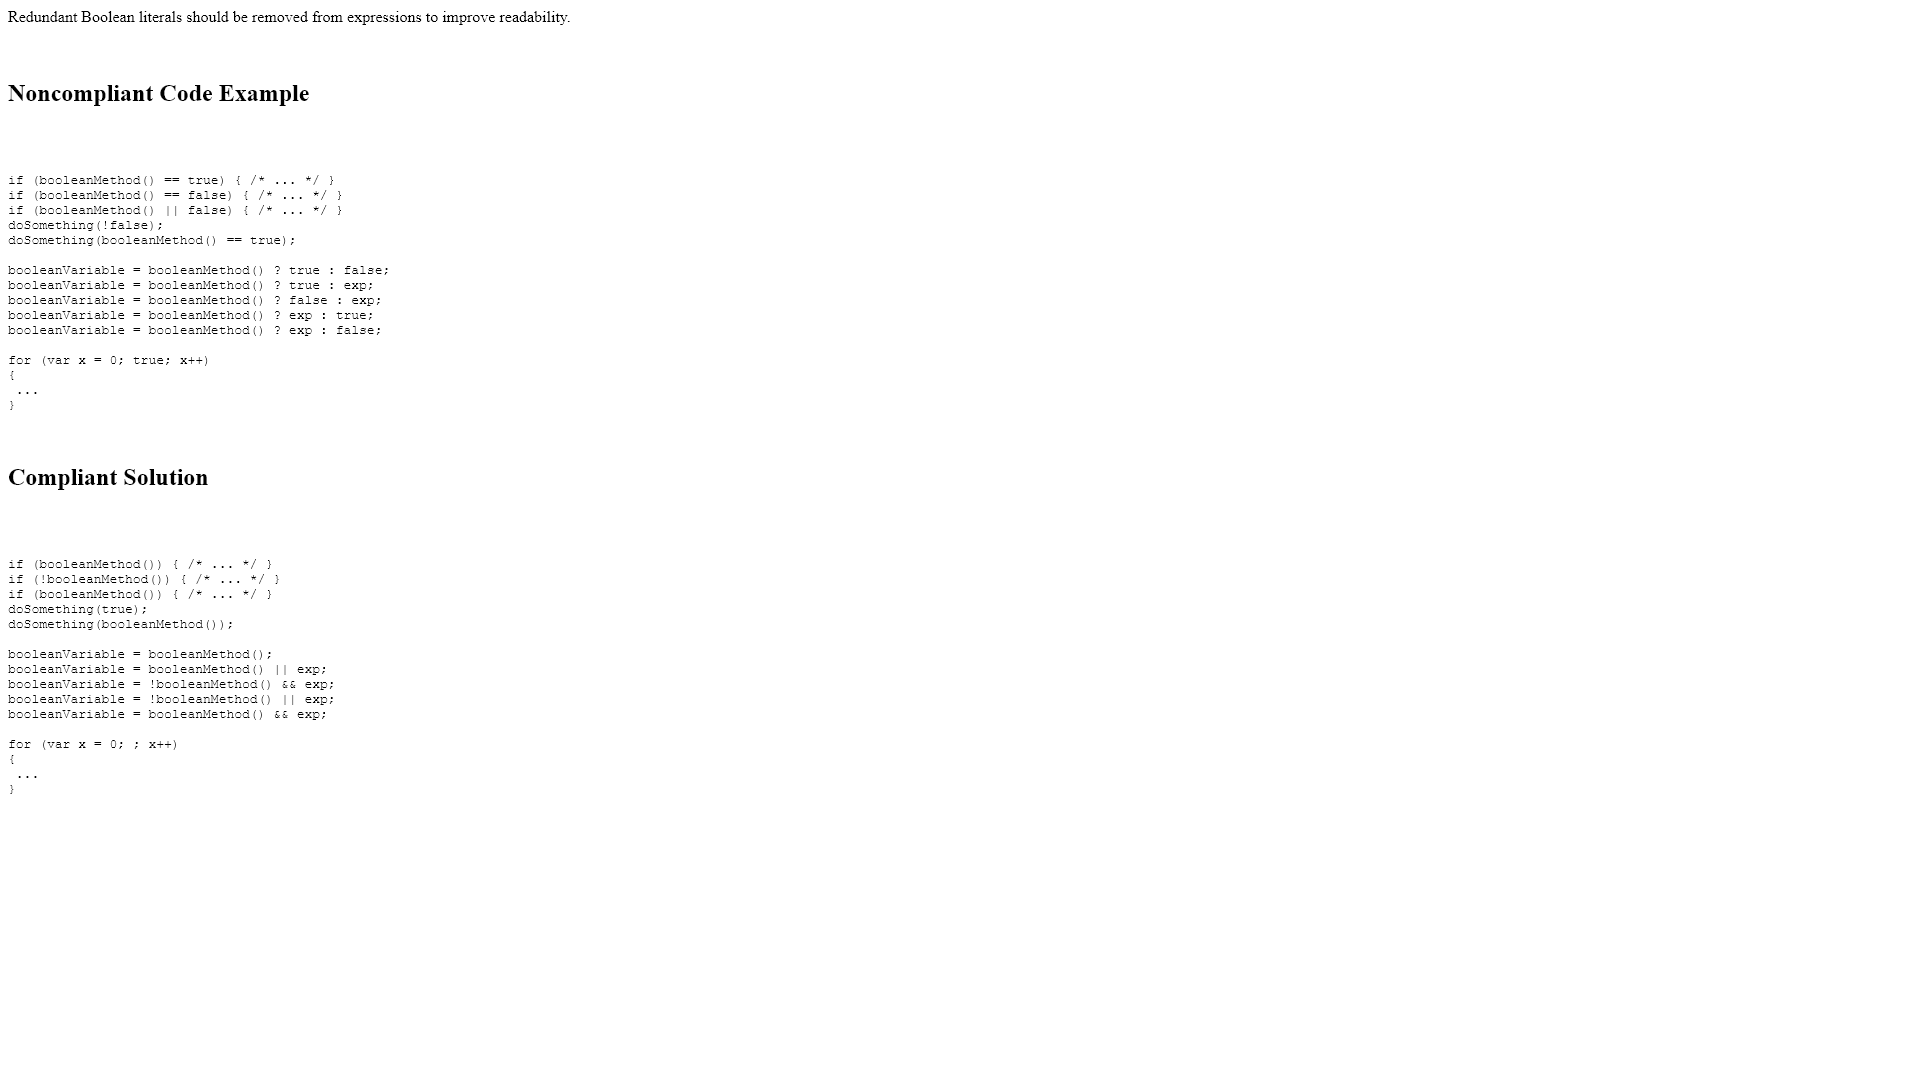 Redundant Boolean literals should be removed from expressions to improve readability.
Noncompliant Code Example
if (booleanMethod() == true) { /* ... */ }
if (booleanMethod() == false) { /* ... */ }
if (booleanMethod() || false) { /* ... */ }
doSomething(!false);
doSomething(booleanMethod() == true);
booleanVariable = booleanMethod() ? true : false;
booleanVariable = booleanMethod() ? true : exp;
booleanVariable = booleanMethod() ? false : exp;
booleanVariable = booleanMethod() ? exp : true;
booleanVariable = booleanMethod() ? exp : false;
for (var x = 0; true; x++)
{
 ...
}
Compliant Solution
if (booleanMethod()) { /* ... */ }
if (!booleanMethod()) { /* ... */ }
if (booleanMethod()) { /* ... */ }
doSomething(true);
doSomething(booleanMethod());
booleanVariable = booleanMethod();
booleanVariable = booleanMethod() || exp;
booleanVariable = !booleanMethod() && exp;
booleanVariable = !booleanMethod() || exp;
booleanVariable = booleanMethod() && exp;
for (var x = 0; ; x++)
{
 ...
}